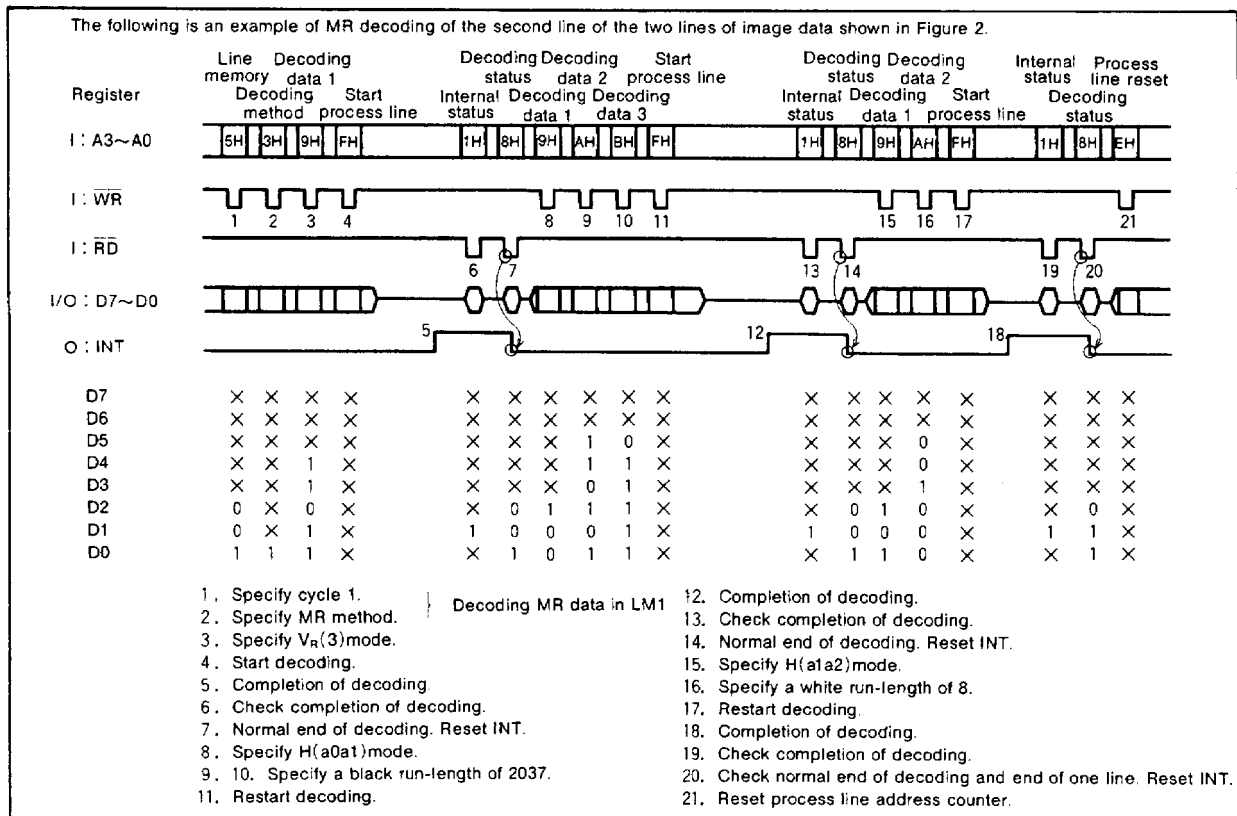 The following is an example of MR decoding of the second line of the two lines of image data shown in Figure 2.
Line Decoding Decoding Decoding Start Decoding Decoding Internal Process
memory data 1 status data 2 process line status data 2 status line reset
Register Decoding Start Internal Decoding Decoding Internal Decoding Start Decoding
method process line status data 1 data 3 status data 1 process line status
I : A3~A0 5H 3H 9H FH 1H 8H 9H AH BH FH 1H 8H 9H AH FH 1H 8H EH
I : WR
1 2 3 4 8 9 10 11 15 16 17 21
I : RD
6 7 13 14 19 20
I/O : D7~D0
5 12 18
O : INT
D7 × × × × × × × × × × × × × × × × × ×
D6 × × × × × × × × × × × × × × × × × ×
D5 × × × × × × × 1 0 × × × × 0 × × × ×
D4 × × 1 × × × × 1 1 × × × × 0 × × × ×
D3 × × 1 × × × × 0 1 × × × × 1 × × × ×
D2 0 × 0 × × 0 1 1 1 × × 0 1 0 × × 0 ×
D1 0 × 1 × 1 0 0 0 1 × 1 0 0 0 × 1 1 ×
D0 1 1 1 × × 1 0 1 1 × × 1 1 0 × × 1 ×
1. Specify cycle 1.
2. Specify MR method.
Decoding MR data in LM1
3. Specify VR(3)mode.
4. Start decoding.
5. Completion of decoding.
6. Check completion of decoding.
7. Normal end of decoding. Reset INT.
8. Specify H(a0a1)mode.
9. 10. Specify a black run-length of 2037.
11. Restart decoding.
12. Completion of decoding.
13. Check completion of decoding.
14. Normal end of decoding. Reset INT.
15. Specify H(a1a2)mode.
16. Specify a white run-length of 8.
17. Restart decoding.
18. Completion of decoding.
19. Check completion of decoding.
20. Check normal end of decoding and end of one line. Reset INT.
21. Reset process line address counter.